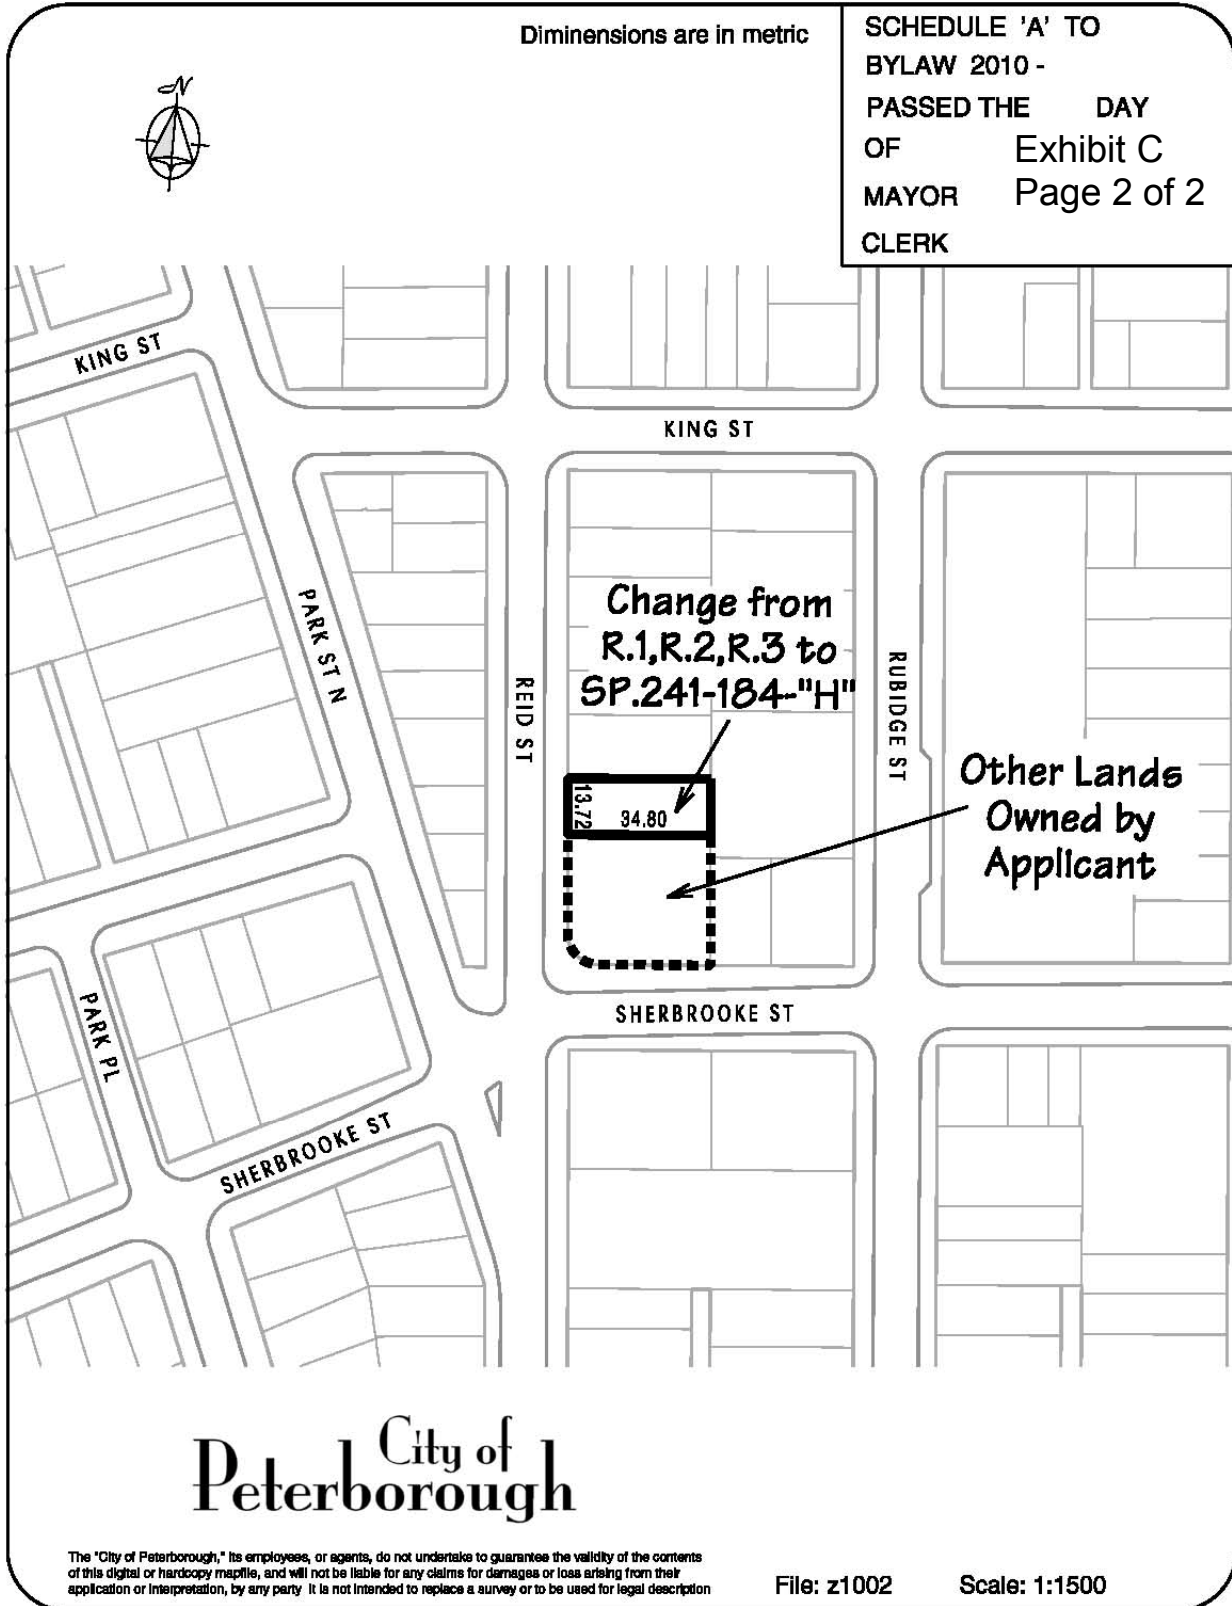 Diminensions are in metric
SCHEDULE 'A' TO
BYLAW 2010 -
PASSED THE DAY
OF Exhibit C
MAYOR Page 2 of 2
CLERK
N
KING ST
KING ST
PARK ST N
REID ST
RUBIDGE ST
Change from
R.1,R.2,R.3 to
SP.241-184-"H"
13.72
34.80
Other Lands
Owned by
Applicant
SHERBROOKE ST
PARK PL
SHERBROOKE ST
City of
Peterborough
The "City of Peterborough," its employees, or agents, do not undertake to guarantee the validity of the contents
of this digital or hardcopy mapfile, and will not be liable for any claims for damages or loss arising from their
application or interpretation, by any party It is not intended to replace a survey or to be used for legal description
File: z1002 Scale: 1:1500